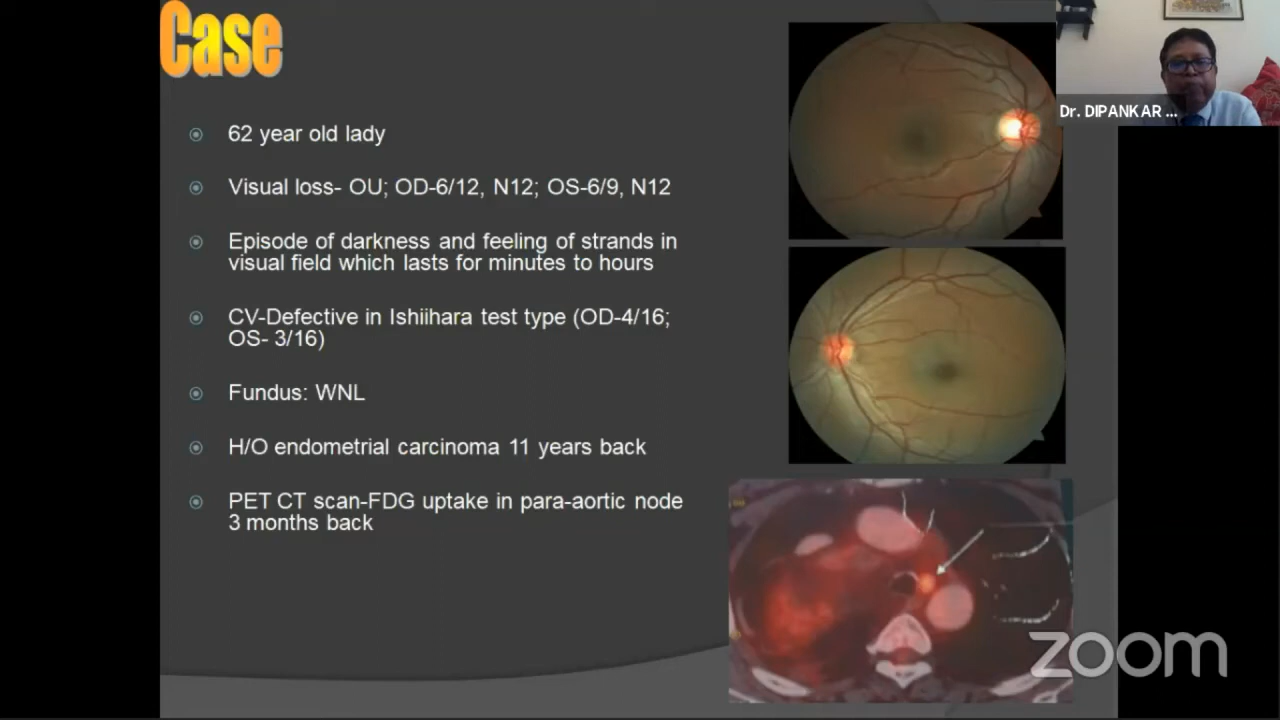 Case
62 year old lady
Visual loss- OU; OD-6/12, N12; OS-6/9, N12
Episode of darkness and feeling of strands in
visual field which lasts for minutes to hours
CV-Defective in Ishiihara test type (OD-4/16;
OS- 3/16)
Fundus: WNL
H/O endometrial carcinoma 11 years back
PET CT scan-FDG uptake in para-aortic node
3 months back
Dr. DIPANKAR ...
zoom